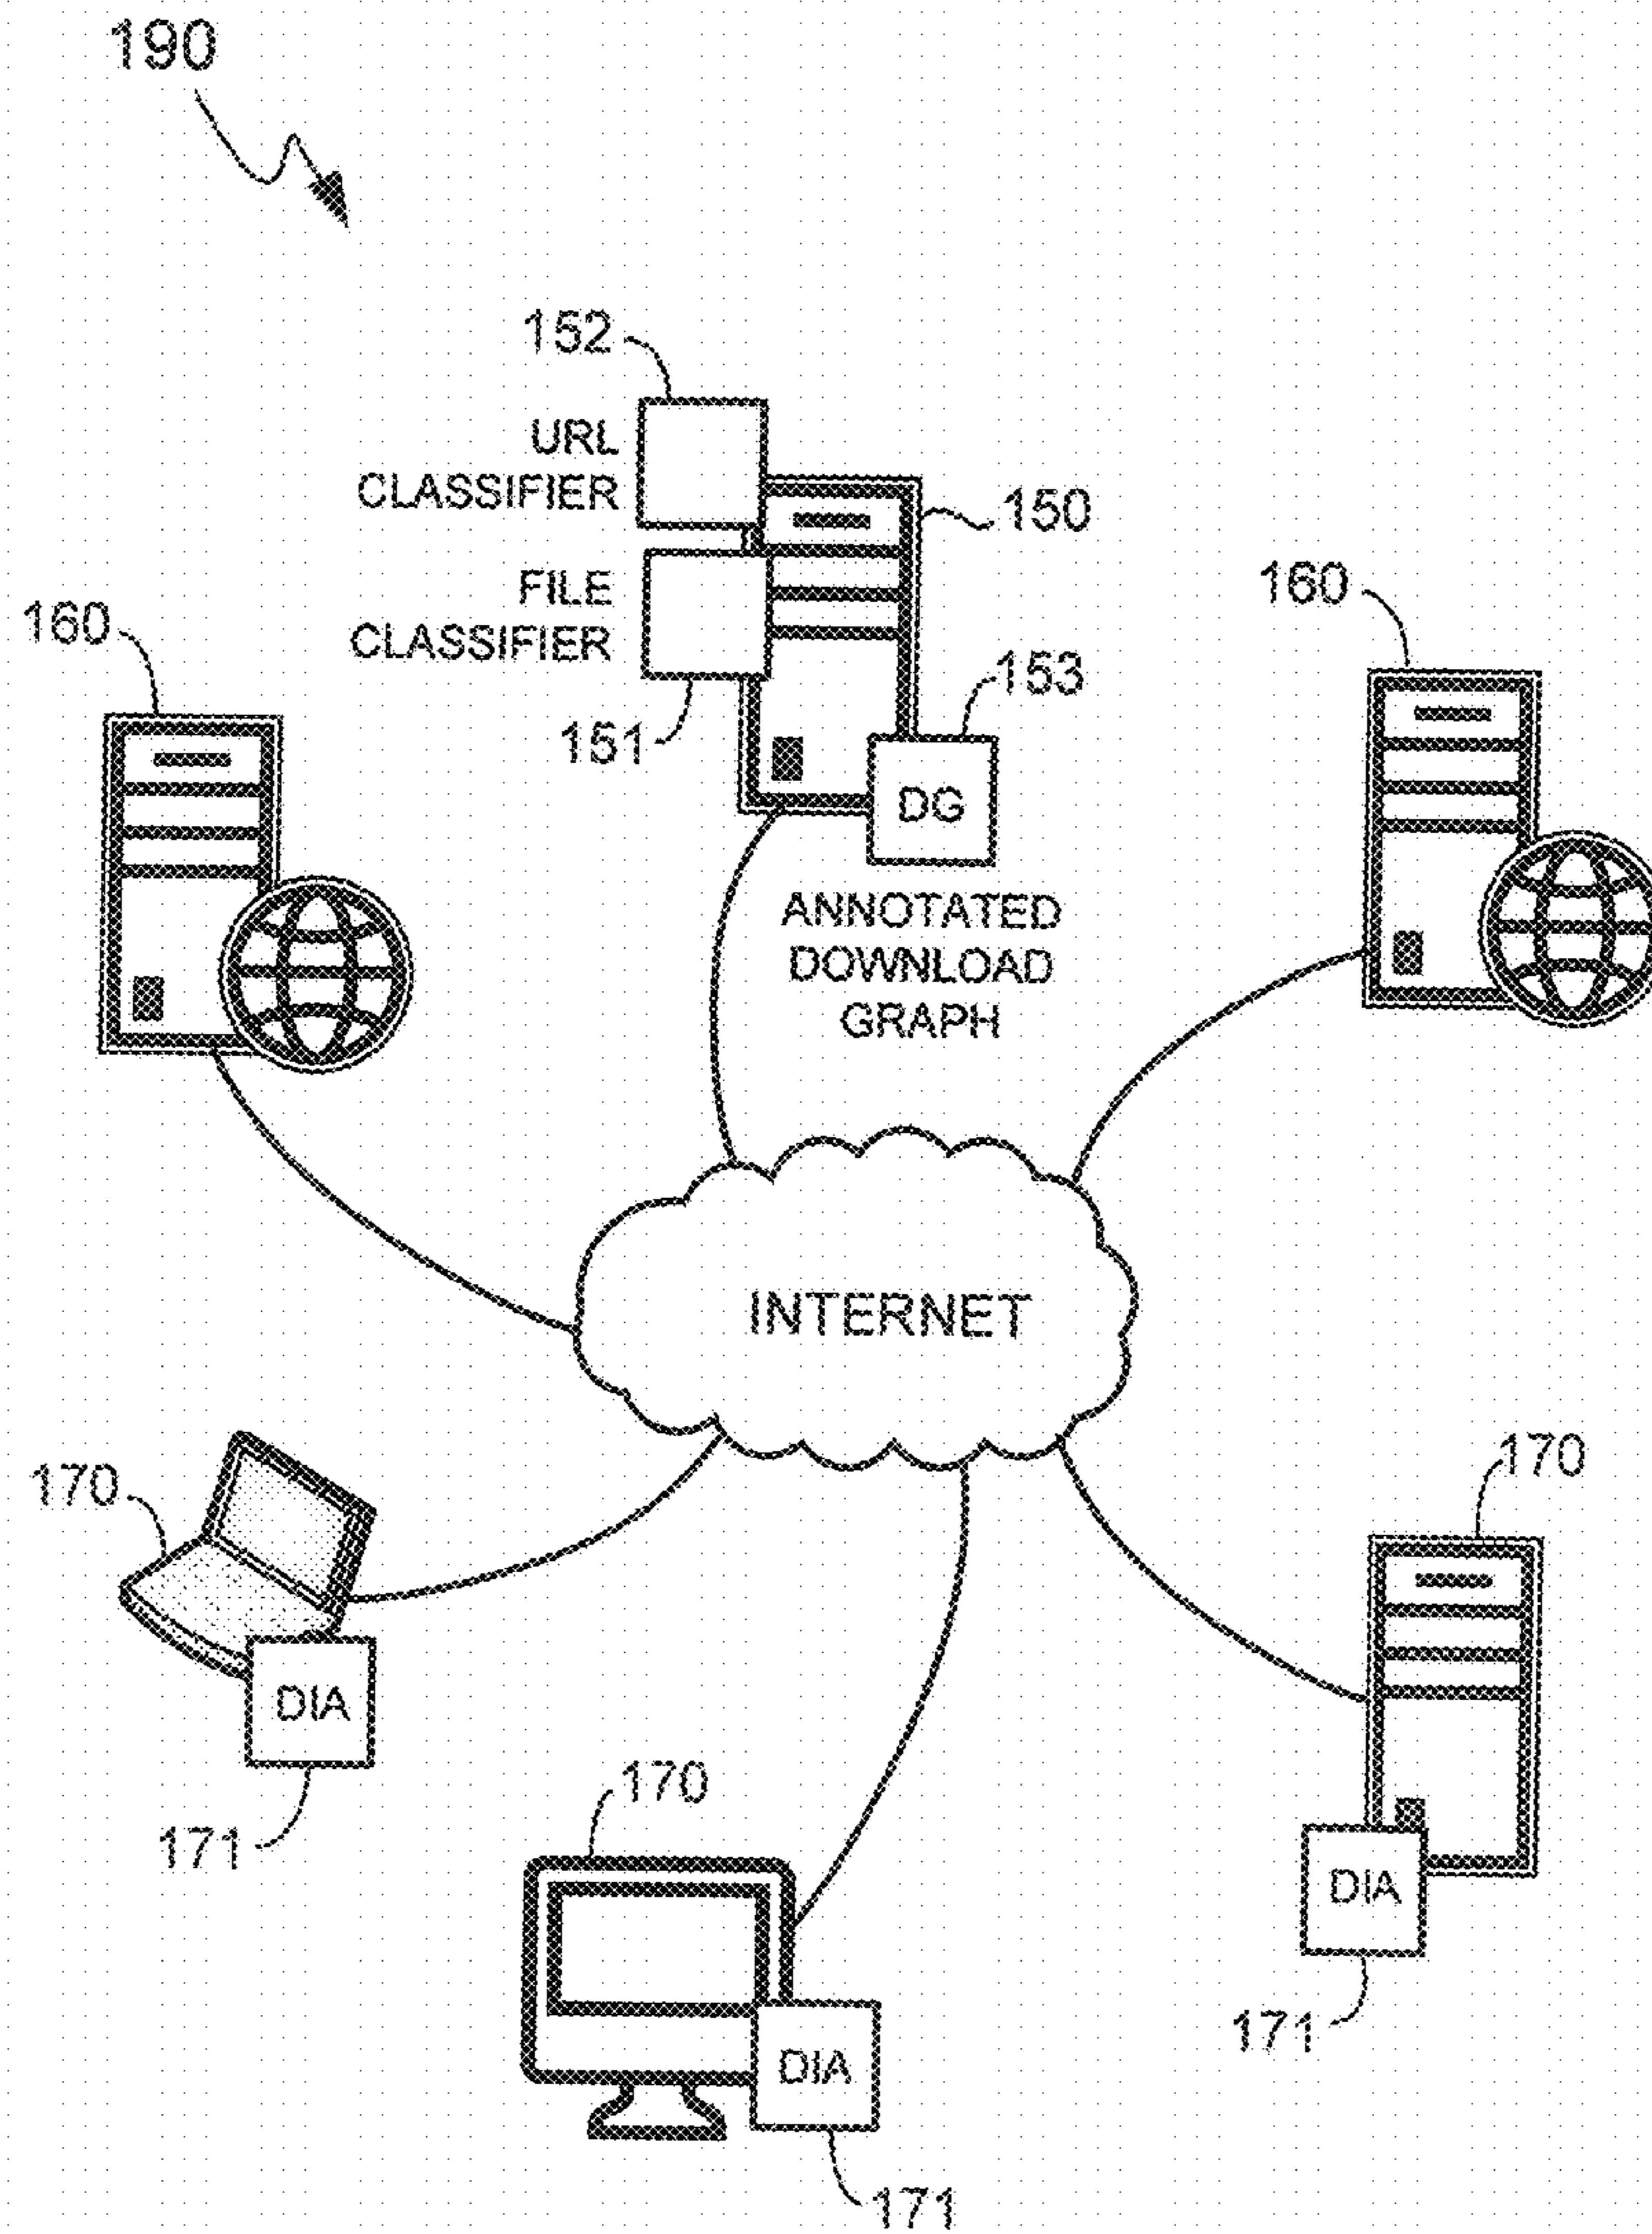 190
152
URL
CLASSIFIER
150
FILE
CLASSIFIER
160
160
153
151
DG
ANNOTATED
DOWNLOAD
GRAPH
INTERNET
170
170
DIA
171
170
DIA
171
DIA
171